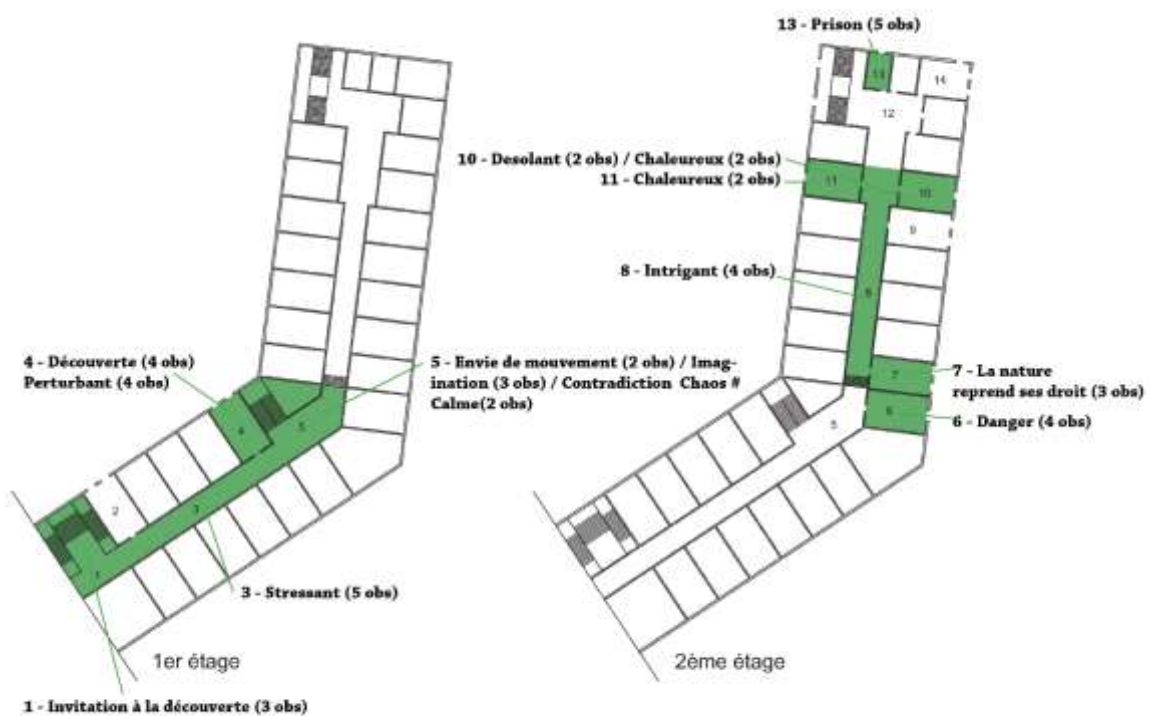 13 - Prison (5 obs)
13
14
12
10 - Desolant (2 obs) / Chaleureux (2 obs)
11 - Chaleureux (2 obs)
11
10
9
8 - Intrigant (4 obs)
8
4 - Découverte (4 obs)
Perturbant (4 obs)
5 - Envie de mouvement (2 obs) / Imag-
ination (3 obs) / Contradiction Chaos #
Calme(2 obs)
7
7 - La nature
reprend ses droit (3 obs)
6
6 - Danger (4 obs)
4
5
5
2
3
3 - Stressant (5 obs)
1
1er étage
2ème étage
1 - Invitation à la découverte (3 obs)